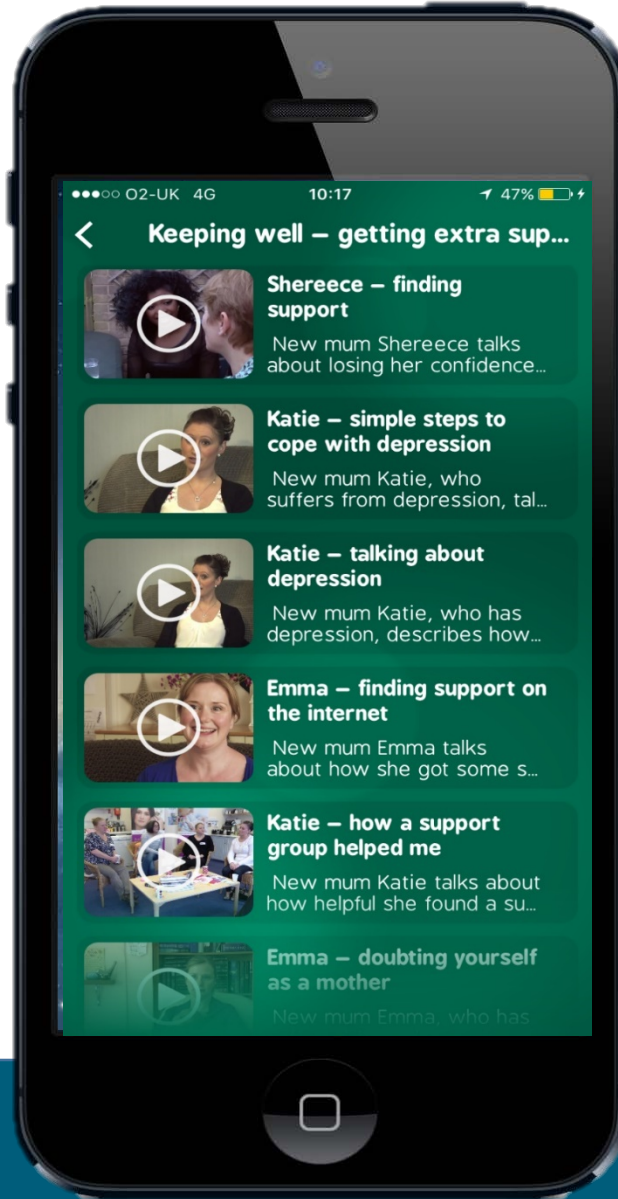 O2-UK 4G 10:17 47%
Keeping well – getting extra sup...
Shereece – finding
support
New mum Shereece talks
about losing her confidence...
Katie – simple steps to
cope with depression
New mum Katie, who
suffers from depression, tal...
Katie – talking about
depression
New mum Katie, who has
depression, describes how...
Emma – finding support on
the internet
New mum Emma talks
about how she got some s...
Katie – how a support
group helped me
New mum Katie talks about
how helpful she found a su...
Emma – doubting yourself
as a mother
New mum Emma, who has